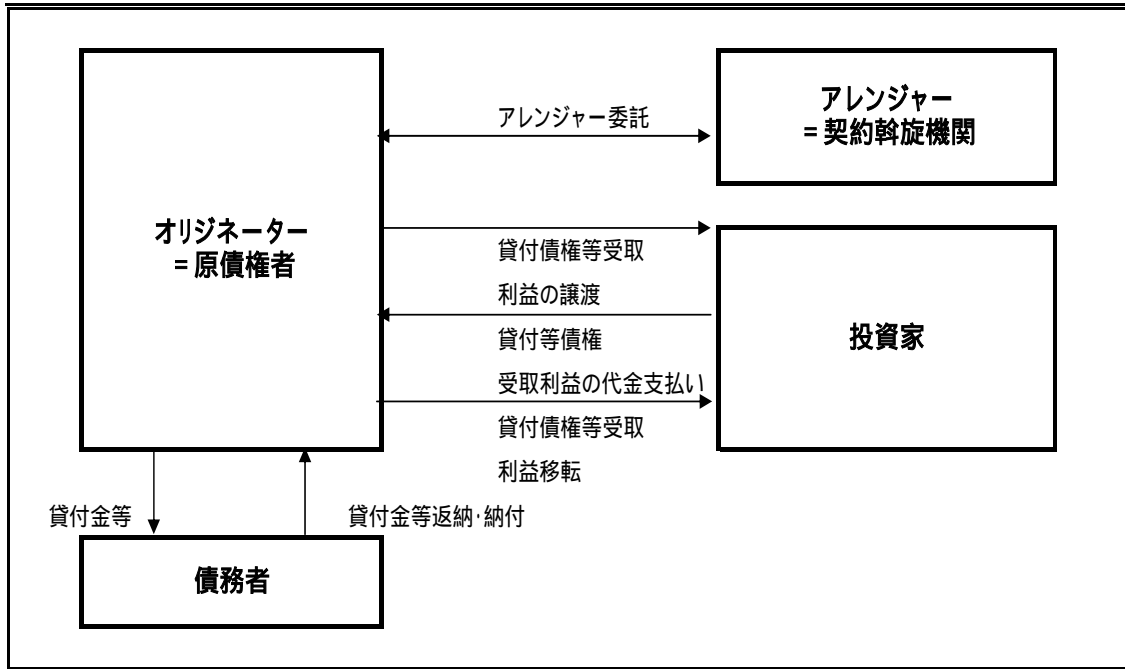 アレンジャー
=契約斡旋機関
アレンジャー委託
オリジネーター
=原債権者
貸付債権等受取
利益の譲渡
貸付等債権
受取利益の代金支払い
貸付債権等受取
利益移転
投資家
貸付金等
貸付金等返納・納付
債務者